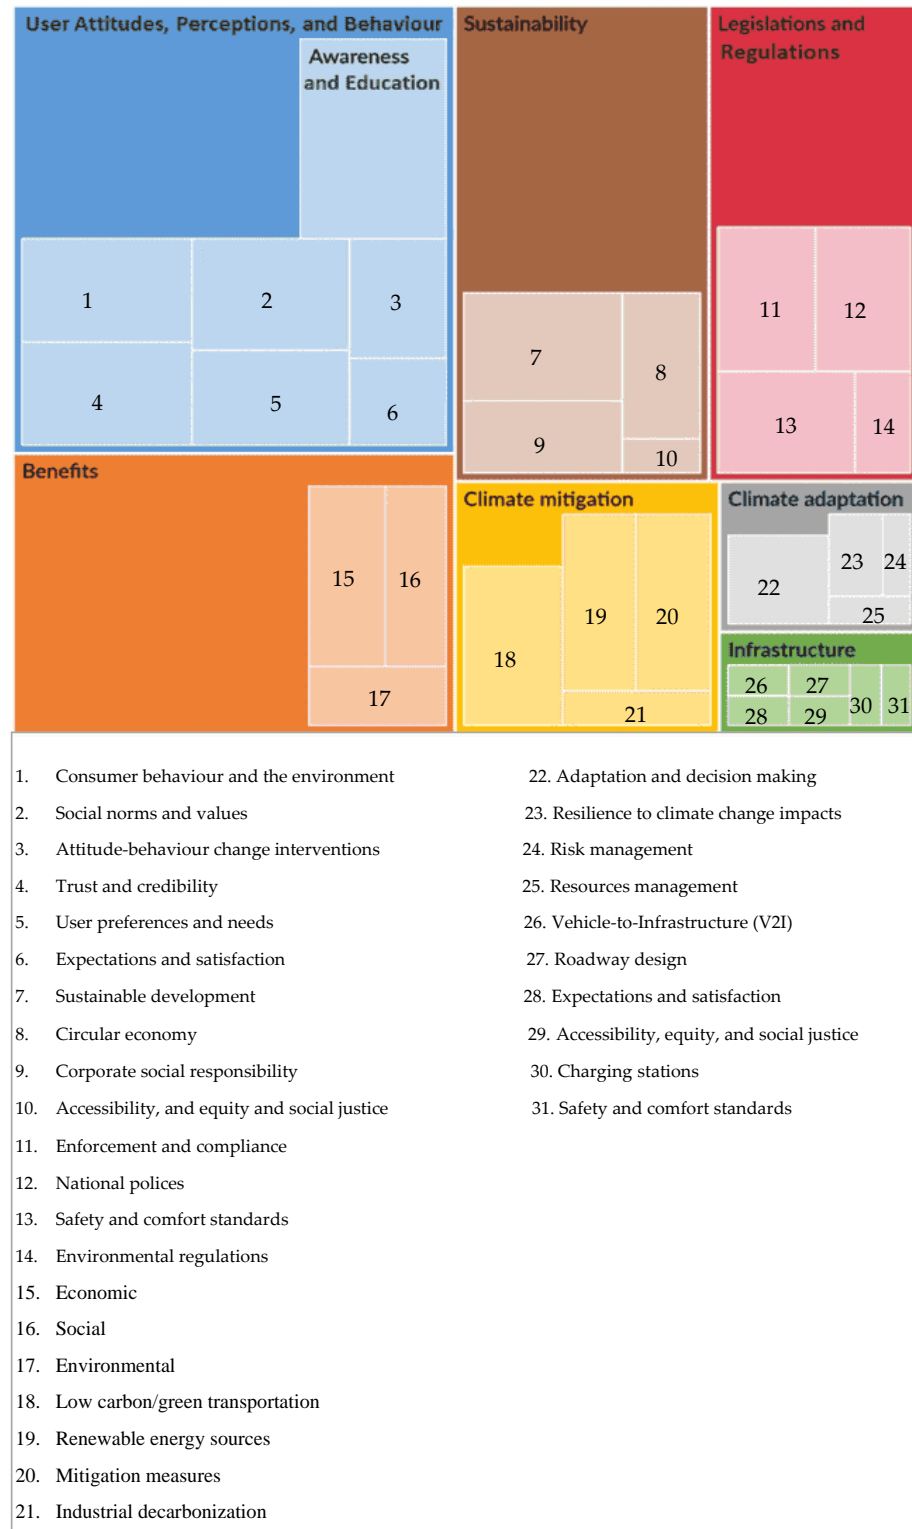 User Attitudes, Perceptions, and Behaviour
Awareness
and Education
1
2
3
4
5
6
Sustainability
7
8
9
10
Legislations and
Regulations
11
12
13
14
Benefits
15
16
17
Climate mitigation
18
19
20
21
Climate adaptation
22
23
24
25
Infrastructure
26
27
28
29
30
31
1. Consumer behaviour and the environment
2. Social norms and values
3. Attitude-behaviour change interventions
4. Trust and credibility
5. User preferences and needs
6. Expectations and satisfaction
7. Sustainable development
8. Circular economy
9. Corporate social responsibility
10. Accessibility, and equity and social justice
11. Enforcement and compliance
12. National polices
13. Safety and comfort standards
14. Environmental regulations
15. Economic
16. Social
17. Environmental
18. Low carbon/green transportation
19. Renewable energy sources
20. Mitigation measures
21. Industrial decarbonization
22. Adaptation and decision making
23. Resilience to climate change impacts
24. Risk management
25. Resources management
26. Vehicle-to-Infrastructure (V2I)
27. Roadway design
28. Expectations and satisfaction
29. Accessibility, equity, and social justice
30. Charging stations
31. Safety and comfort standards